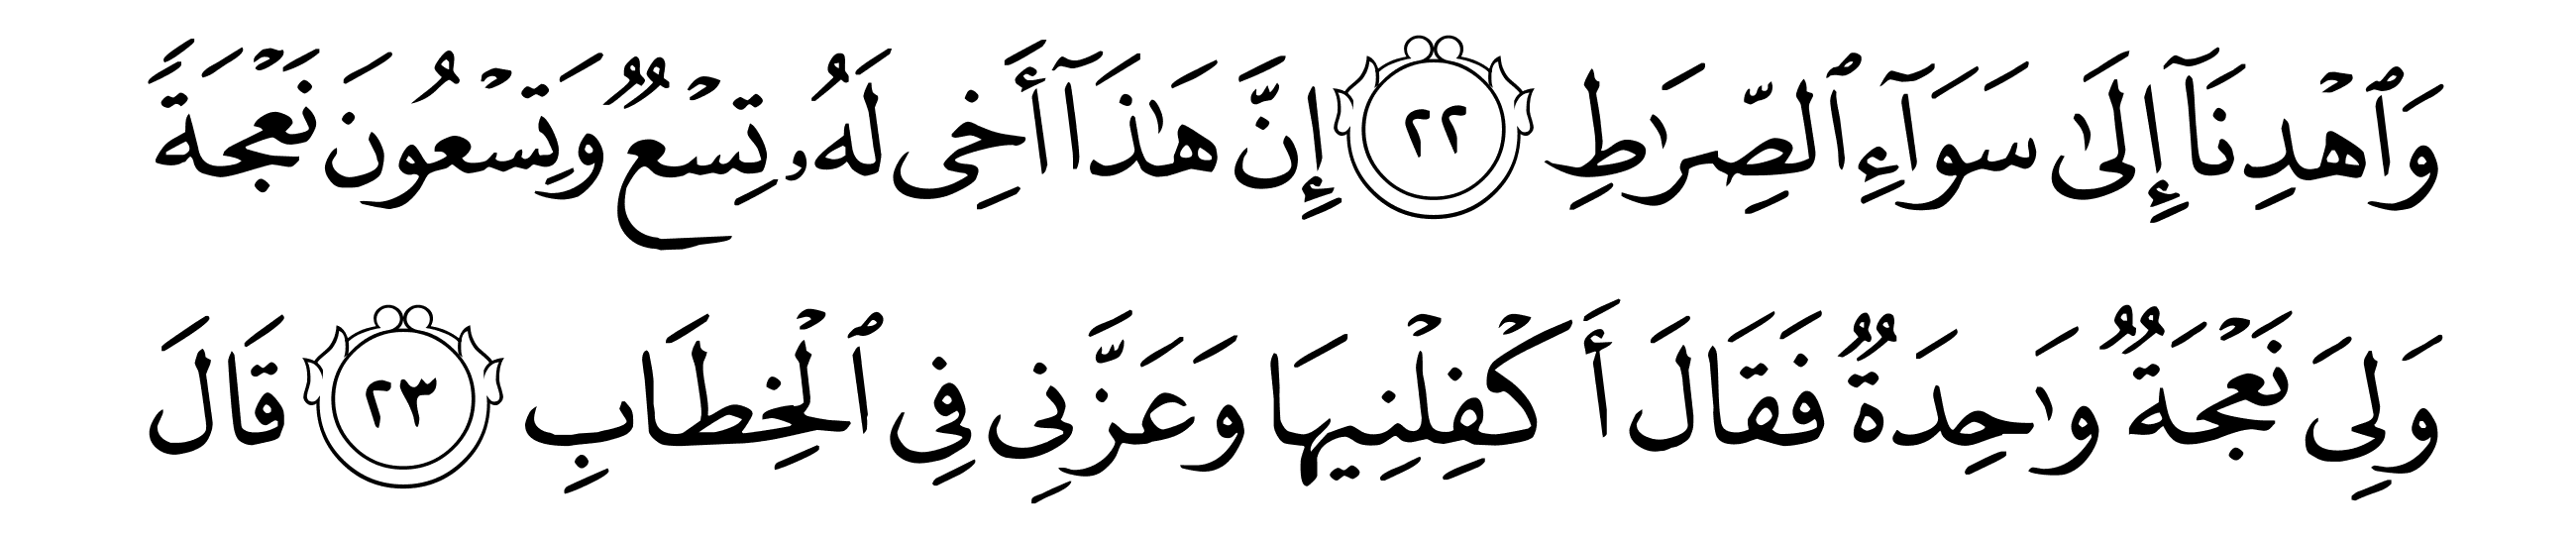 وَٱهْدِنَآ إِلَىٰ سَوَآءِ ٱلصِّرَٰطِ ٢٢ إِنَّ هَٰذَآ أَخِى لَهُۥ تِسْعٌ وَتِسْعُونَ نَعْجَةً
وَلِىَ نَعْجَةٌ وَٰحِدَةٌ فَقَالَ أَكْفِلْنِيهَا وَعَزَّنِى فِى ٱلْخِطَابِ ٢٣ قَالَ